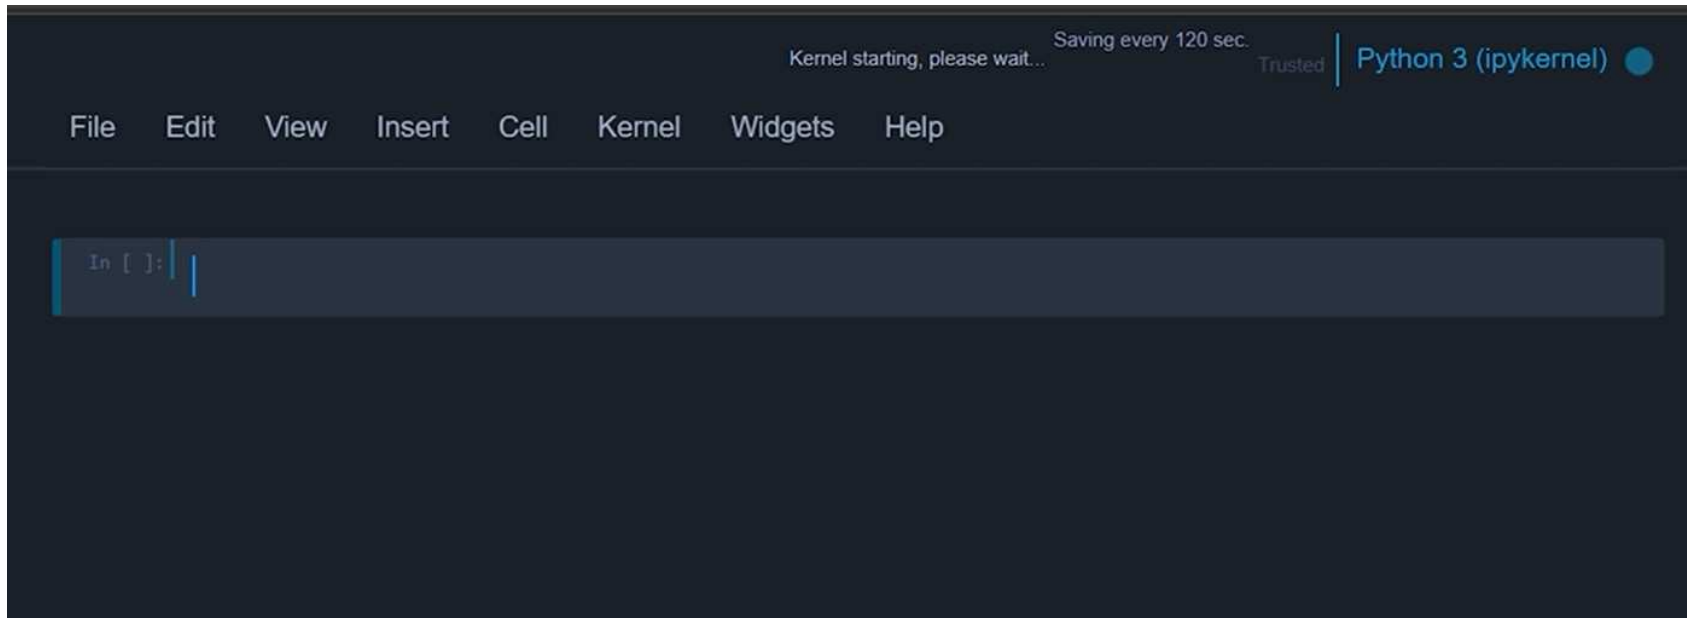 Kernel starting, please wait... Saving every 120 sec. Trusted Python 3 (ipykernel)
File Edit View Insert Cell Kernel Widgets Help
In [ ]: